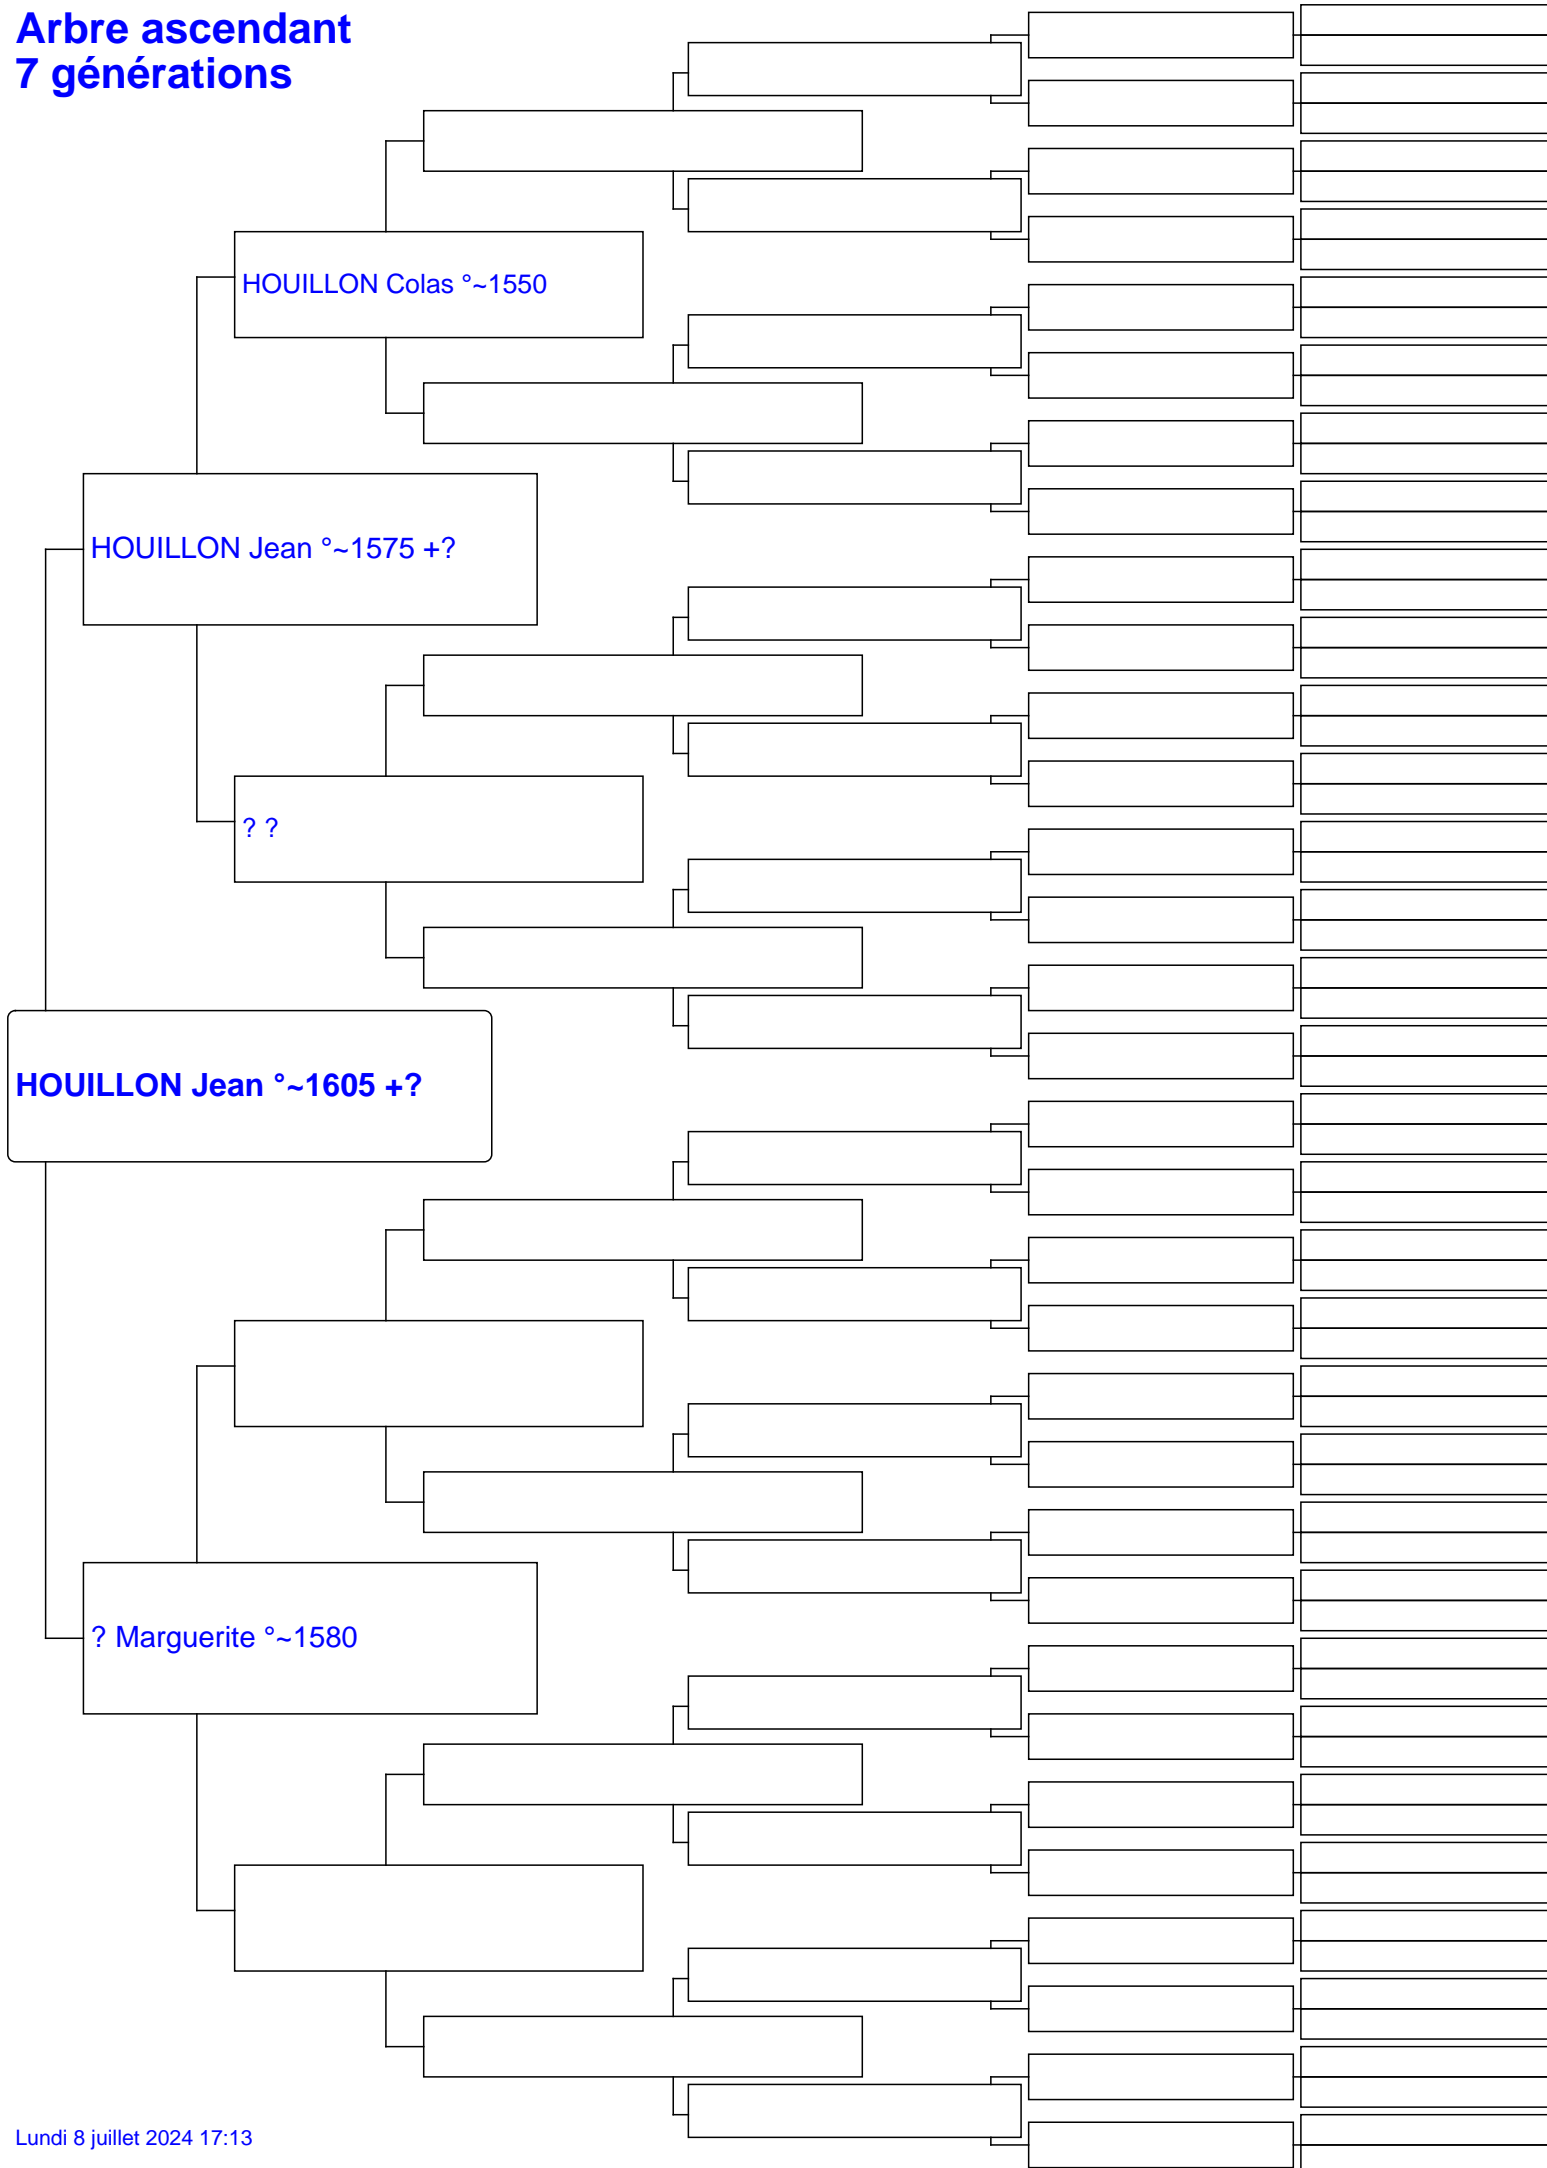 Arbre ascendant
7 générations
HOUILLON Colas °~1550
HOUILLON Jean °~1575 +?
? ?
HOUILLON Jean °~1605 +?
? Marguerite °~1580
Lundi 8 juillet 2024 17:13